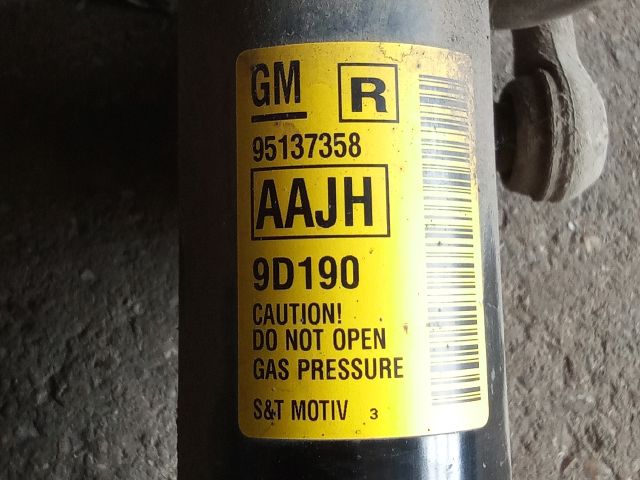 GM R
95137358
AAJH
9D190
CAUTION!
DO NOT OPEN
GAS PRESSURE
S&T MOTIV 3